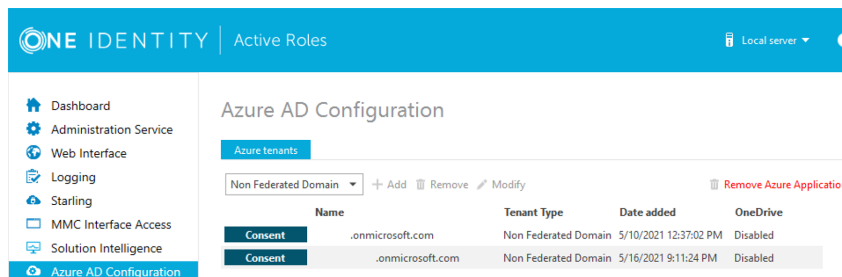 ONE IDENTITY Active Roles Local server
Dashboard
Administration Service
Web Interface
Logging
Starling
MMC Interface Access
Solution Intelligence
Azure AD Configuration
Azure AD Configuration
Azure tenants
Non Federated Domain Add Remove Modify Remove Azure Applicatio
Name Tenant Type Date added OneDrive
Consent .onmicrosoft.com Non Federated Domain 5/10/2021 12:37:02 PM Disabled
Consent .onmicrosoft.com Non Federated Domain 5/16/2021 9:11:24 PM Disabled